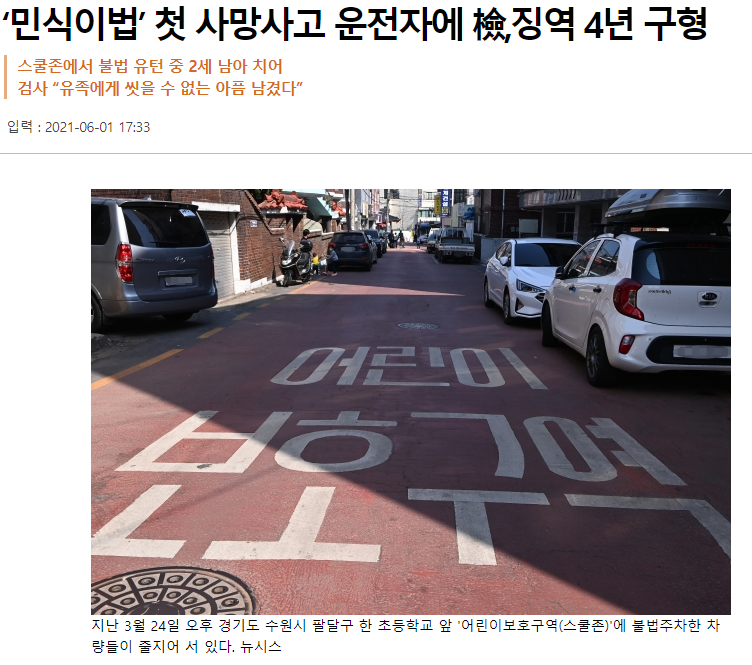 ‘민식이법’ 첫 사망사고 운전자에 檢,징역 4년 구형
스쿨존에서 불법 유턴 중 2세 남아 치어
검사 “유족에게 씻을 수 없는 아픔 남겼다”
입력 : 2021-06-01 17:33
어린이
보호구역
지난 3월 24일 오후 경기도 수원시 팔달구 한 초등학교 앞 '어린이보호구역(스쿨존)'에 불법주차한 차
량들이 줄지어 서 있다. 뉴시스